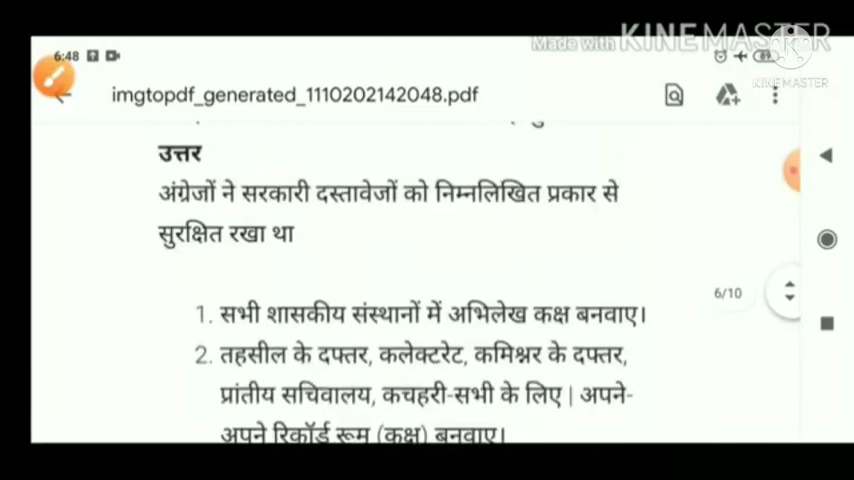 Made with KINEMASTER
KINEMASTER
6:48
imgtopdf_generated_1110202142048.pdf
उत्तर
अंग्रेजों ने सरकारी दस्तावेजों को निम्नलिखित प्रकार से
सुरक्षित रखा था
6/10
1. सभी शासकीय संस्थानों में अभिलेख कक्ष बनवाए।
2. तहसील के दफ्तर, कलेक्टरेट, कमिश्नर के दफ्तर,
प्रांतीय सचिवालय, कचहरी-सभी के लिए | अपने-
अपने रिकॉर्ड रूम (कक्ष) बनवाए।